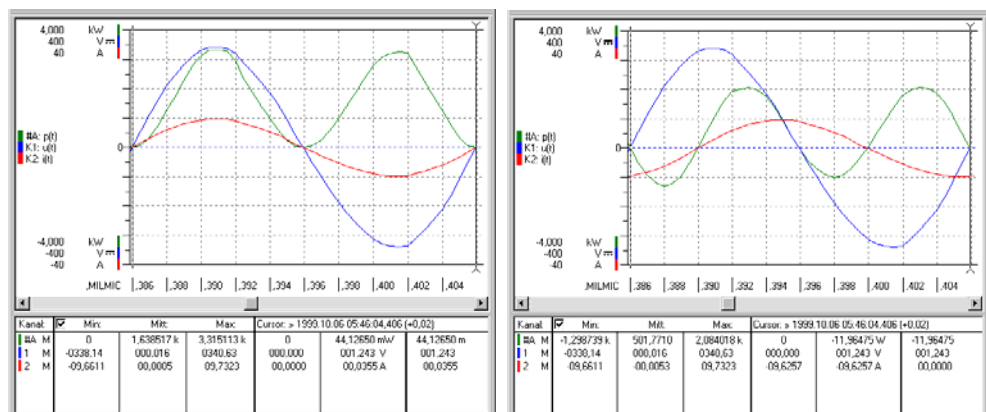 4,000 kW
400 V
40 A
#A: p(t)
K1: u(t)
K2: i(t)
0
-4,000 kW
-400 V
-40 A
,MILMIC |,386 |,388 |,390 |,392 |,394 |,396 |,398 |,400 |,402 |,404
Kanal: Min: Mitt: Max: Cursor: > 1999.10.06 05:46:04,406 (+0,02)
#A M 0 1,638517 k 3,315113 k 0 44,12650 mW 44,12650 m
1 M -0338,14 000,016 0340,63 000,000 001,243 V 001,243
2 M -09,6611 00,0005 09,7323 00,0000 00,0355 A 00,0355
4,000 kW
400 V
40 A
#A: p(t)
K1: u(t)
K2: i(t)
0
-4,000 kW
-400 V
-40 A
,MILMIC |,386 |,388 |,390 |,392 |,394 |,396 |,398 |,400 |,402 |,404
Kanal: Min: Mitt: Max: Cursor: > 1999.10.06 05:46:04,406 (+0,02)
#A M -1,298739 k 501,7710 2,084018 k 0 -11,96475 W -11,96475
1 M -0338,14 000,016 0340,63 000,000 001,243 V 001,243
2 M -09,6611 -00,0053 09,7323 -09,6257 -09,6257 A 00,0000